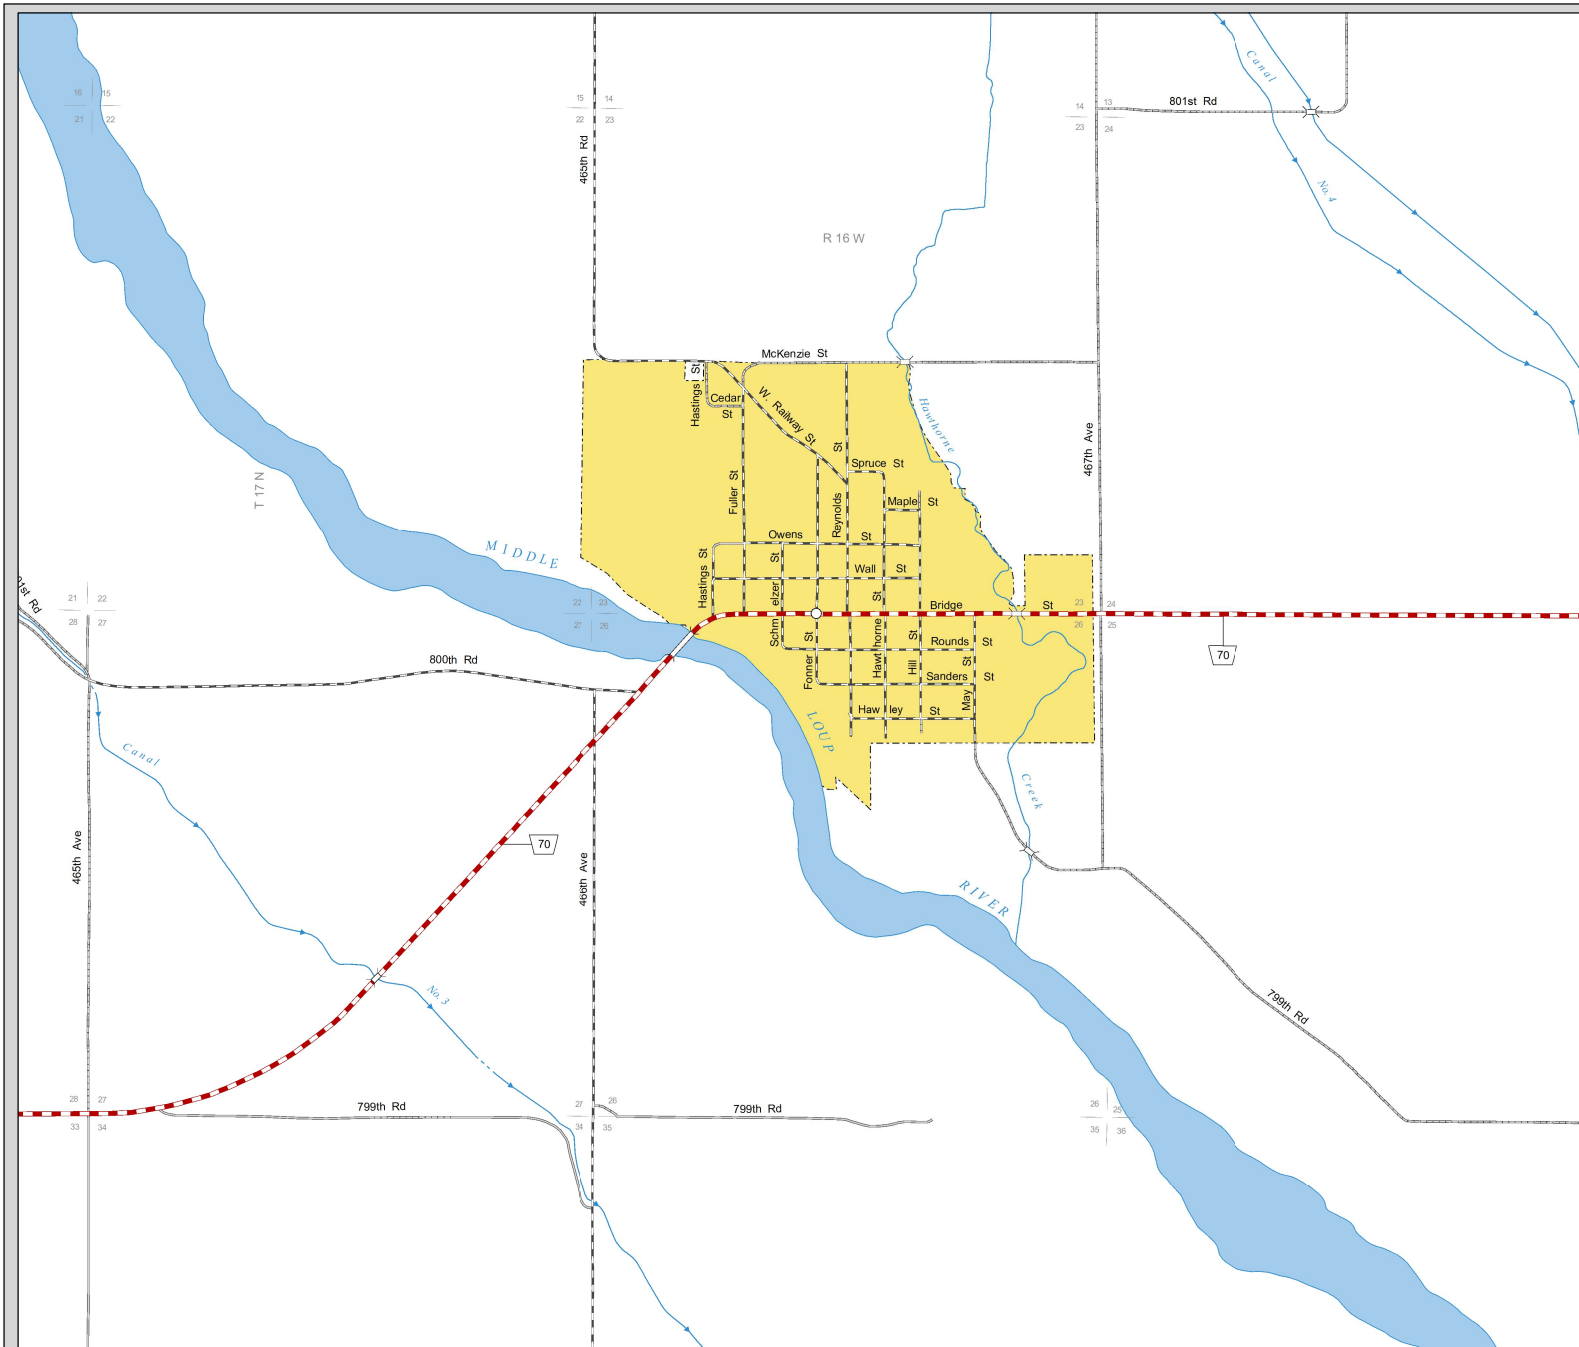 Canal
16 15
21 22
15 14
22 23
14 13
23 24
801st Rd
465th Rd
No. 4
R 16 W
McKenzie St
Hastings St
Cedar
St
W. Railway St
Hawthorne
467th Ave
St
Spruce St
T 17 N
Fuller St
Reynolds
Maple St
Owens St
MIDDLE
Hastings St
Schmelzer St
Wall St
21 22
28 27
22 23
27 26
23 24
26 25
Bridge St
Hawthorne St
Fonner St
Hill St
Rounds St
70
800th Rd
Sanders St
May St
Hawley St
LOUP
Canal
Creek
465th Ave
70
466th Ave
RIVER
No. 3
799th Rd
28 27
33 34
799th Rd
27 26
34 35
799th Rd
26 25
35 36